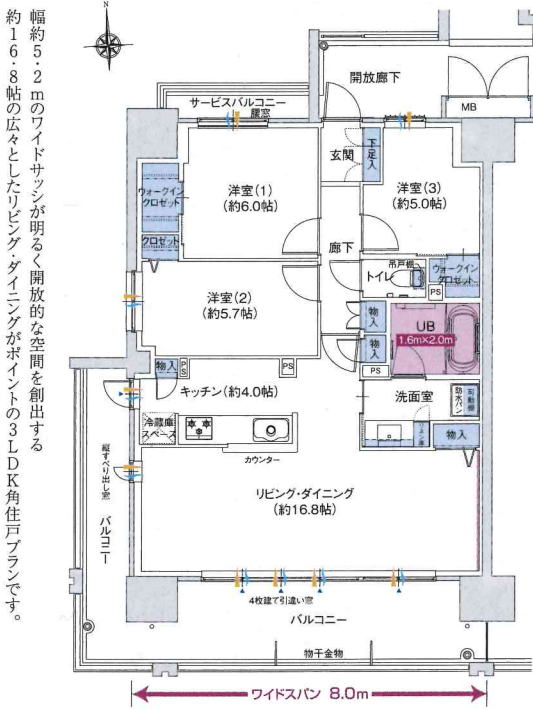 幅約5・2mのワイドサッシが明るく開放的な空間を創出する
約16・8帖の広々としたリビング・ダイニングがポイントの3LDK角住戸プランです。
N
開放廊下
MB
サービスバルコニー
腰窓
玄関
下足入
洋室(1)
(約6.0帖)
洋室(3)
(約5.0帖)
ウォークイン
クロゼット
クロゼット
廊下
吊戸棚
トイレ
ウォークイン
クロゼット
PS
洋室(2)
(約5.7帖)
物入
UB
1.6m×2.0m
物入
PS
物入
PS
PS
キッチン(約4.0帖)
洗面室
防水パン
可動棚
リネン庫
物入
冷蔵庫
スペース
カウンター
縦すべり出し窓
バルコニー
リビング・ダイニング
(約16.8帖)
4枚建て引違い窓
バルコニー
物干金物
ワイドスパン 8.0m